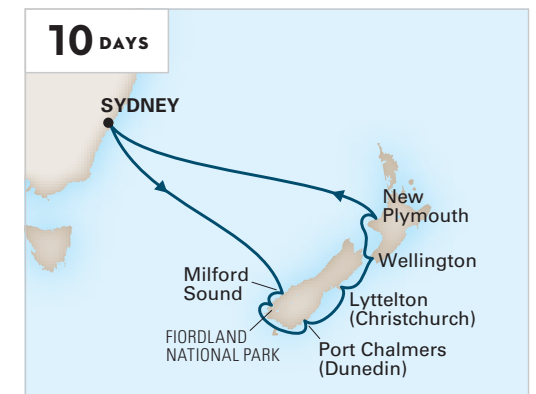 10 DAYS
SYDNEY
New
Plymouth
Wellington
Milford
Sound
Lyttelton
(Christchurch)
FIORDLAND
NATIONAL PARK
Port Chalmers
(Dunedin)